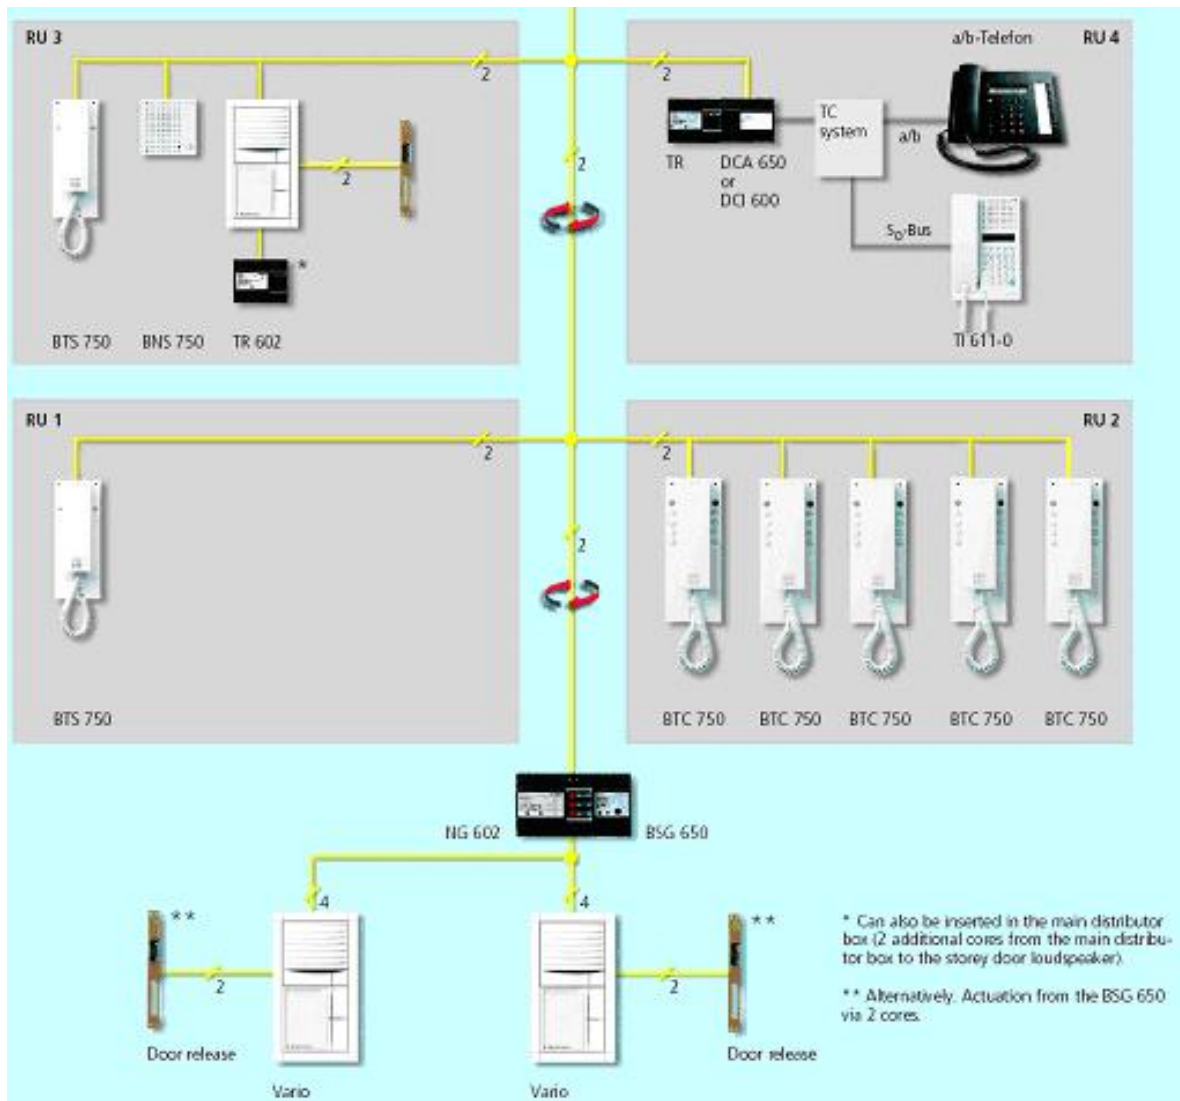 RU 3
a/b-Telefon
RU 4
2
2
TC
system
a/b
2
2
TR
DCA 650
or
DCI 600
S0-Bus
*
BTS 750
BNS 750
TR 602
TI 611-0
RU 1
RU 2
2
2
2
BTS 750
BTC 750
BTC 750
BTC 750
BTC 750
BTC 750
NG 602
BSG 650
4
4
**
**
2
2
Door release
Door release
Vario
Vario
* Can also be inserted in the main distributor
box (2 additional cores from the main distribu-
tor box to the storey door loudspeaker).
** Alternatively. Actuation from the BSG 650
via 2 cores.